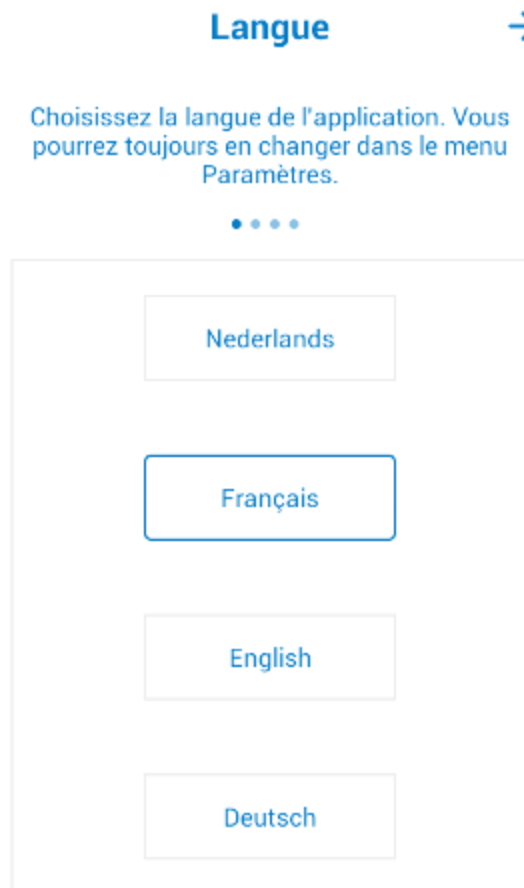 Langue
Choisissez la langue de l'application. Vous
pourrez toujours en changer dans le menu
Paramètres.
Nederlands
Français
English
Deutsch